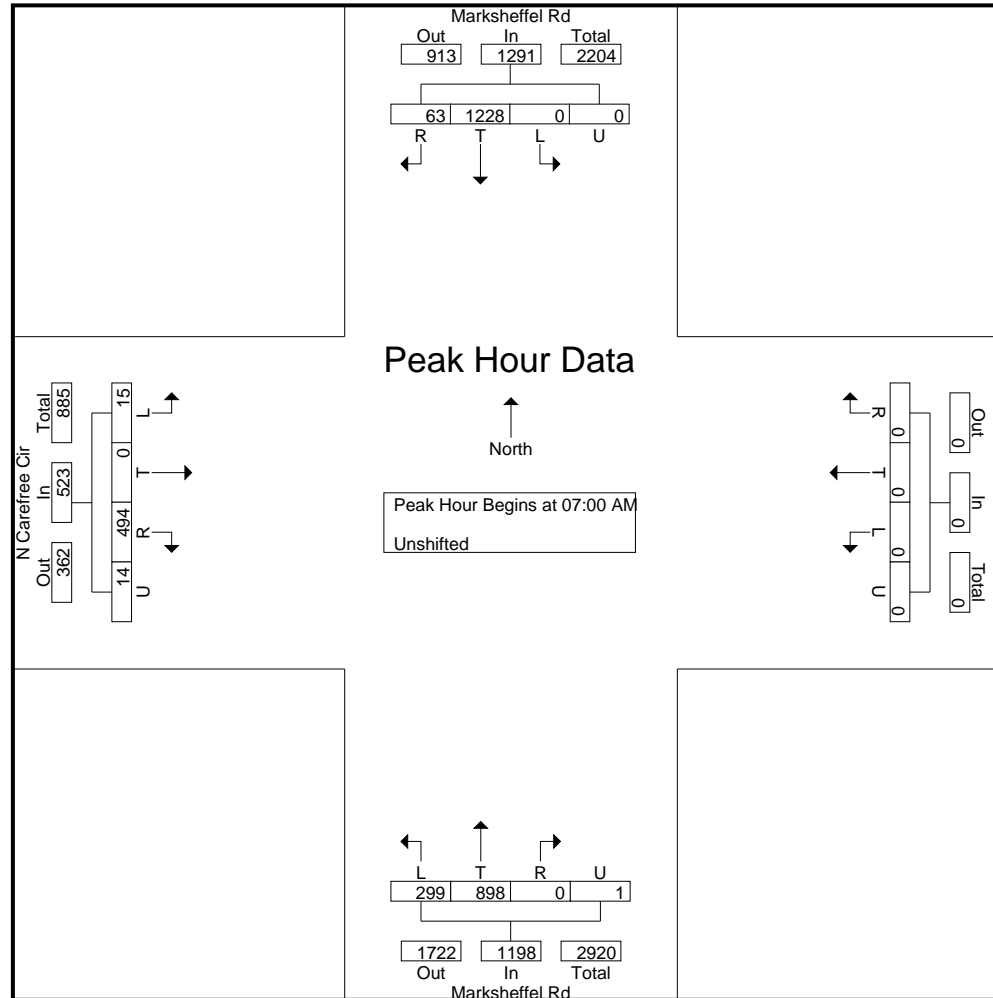 Marksheffel Rd
Out In Total
913 1291 2204
63 1228 0 0
R T L U
Peak Hour Data
North
Peak Hour Begins at 07:00 AM
Unshifted
N Carefree Cir
Out In Total
362 523 885
U R T L
14 494 0 15
Out In Total
0 0 0
R T L U
0 0 0 0
L T R U
299 898 0 1
1722 1198 2920
Out In Total
Marksheffel Rd